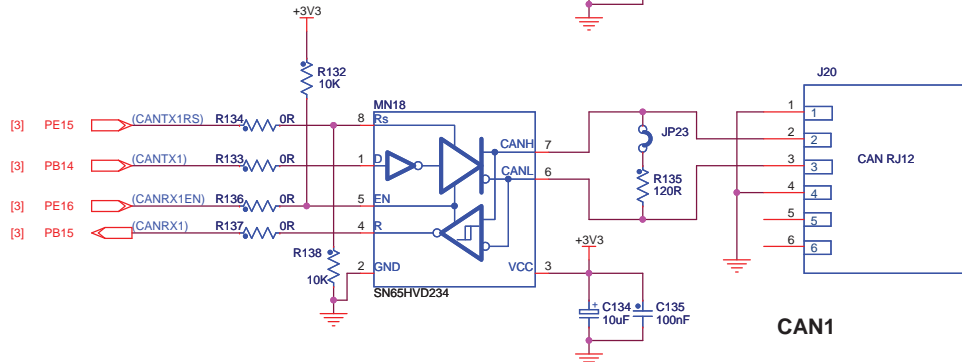 +3V3
R132
10K
J20
MN18
[3] PE15 (CANTX1RS) R134 0R 8 Rs
1 1
JP23
CANH 7
2 2
[3] PB14 (CANTX1) R133 0R 1 D
CAN RJ12
3 3
CANL 6
R135
120R
[3] PE16 (CANRX1EN) R136 0R 5 EN
4 4
[3] PB15 (CANRX1) R137 0R 4 R
5 5
+3V3
6 6
R138
10K
2 GND VCC 3
SN65HVD234
+
C134
10uF
C135
100nF
CAN1